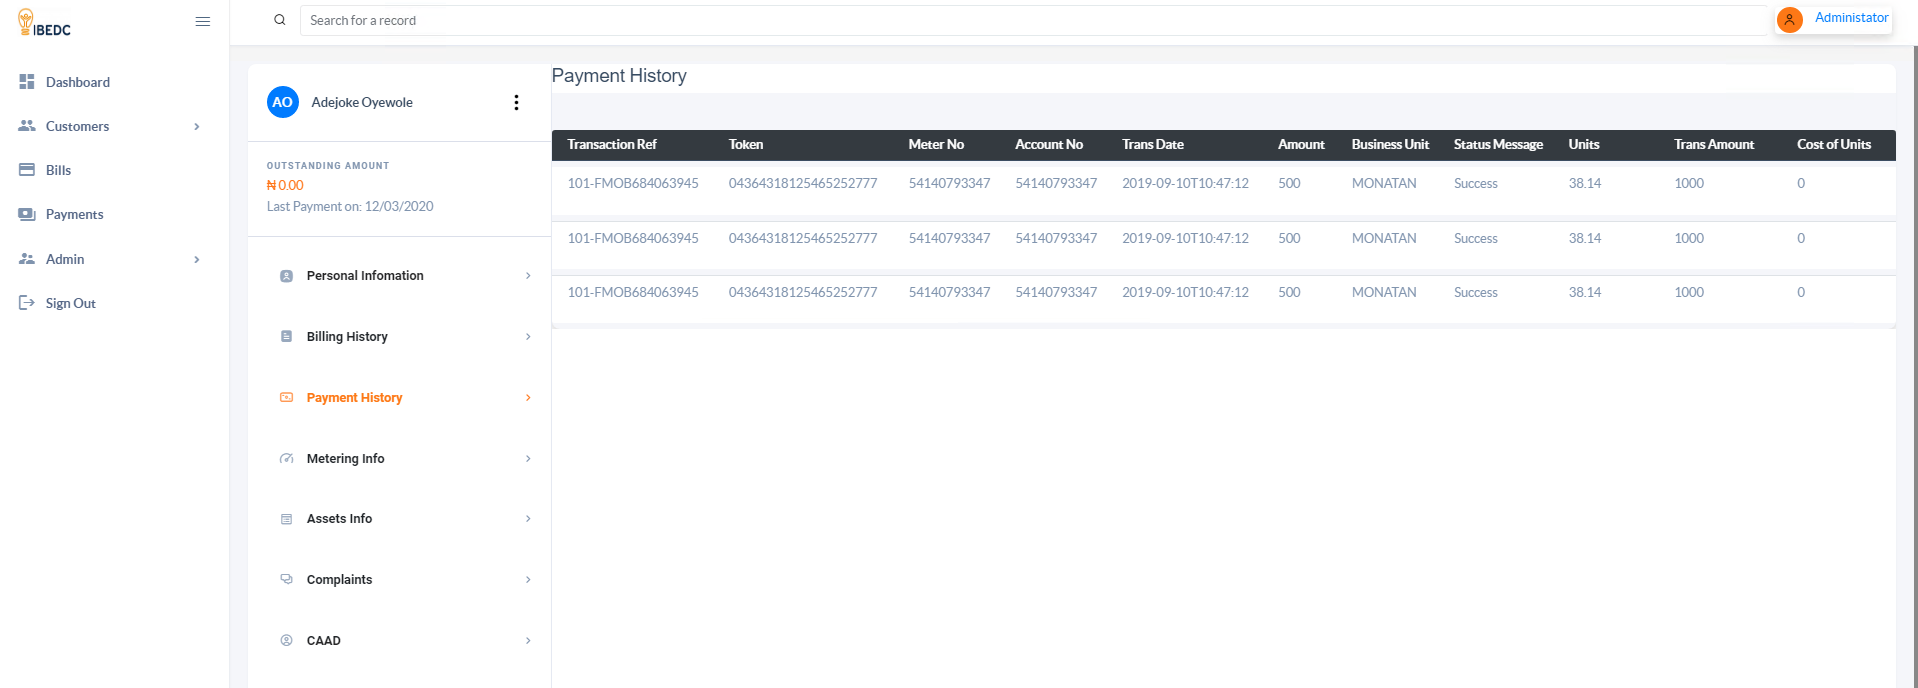 IBEDC
Search for a record
Administator
Dashboard
Customers
Bills
Payments
Admin
Sign Out
AO Adejoke Oyewole
OUTSTANDING AMOUNT
₦0.00
Last Payment on: 12/03/2020
Personal Infomation
Billing History
Payment History
Metering Info
Assets Info
Complaints
CAAD
Payment History
Transaction Ref Token Meter No Account No Trans Date Amount Business Unit Status Message Units Trans Amount Cost of Units
101-FMOB684063945 04364318125465252777 54140793347 54140793347 2019-09-10T10:47:12 500 MONATAN Success 38.14 1000 0
101-FMOB684063945 04364318125465252777 54140793347 54140793347 2019-09-10T10:47:12 500 MONATAN Success 38.14 1000 0
101-FMOB684063945 04364318125465252777 54140793347 54140793347 2019-09-10T10:47:12 500 MONATAN Success 38.14 1000 0